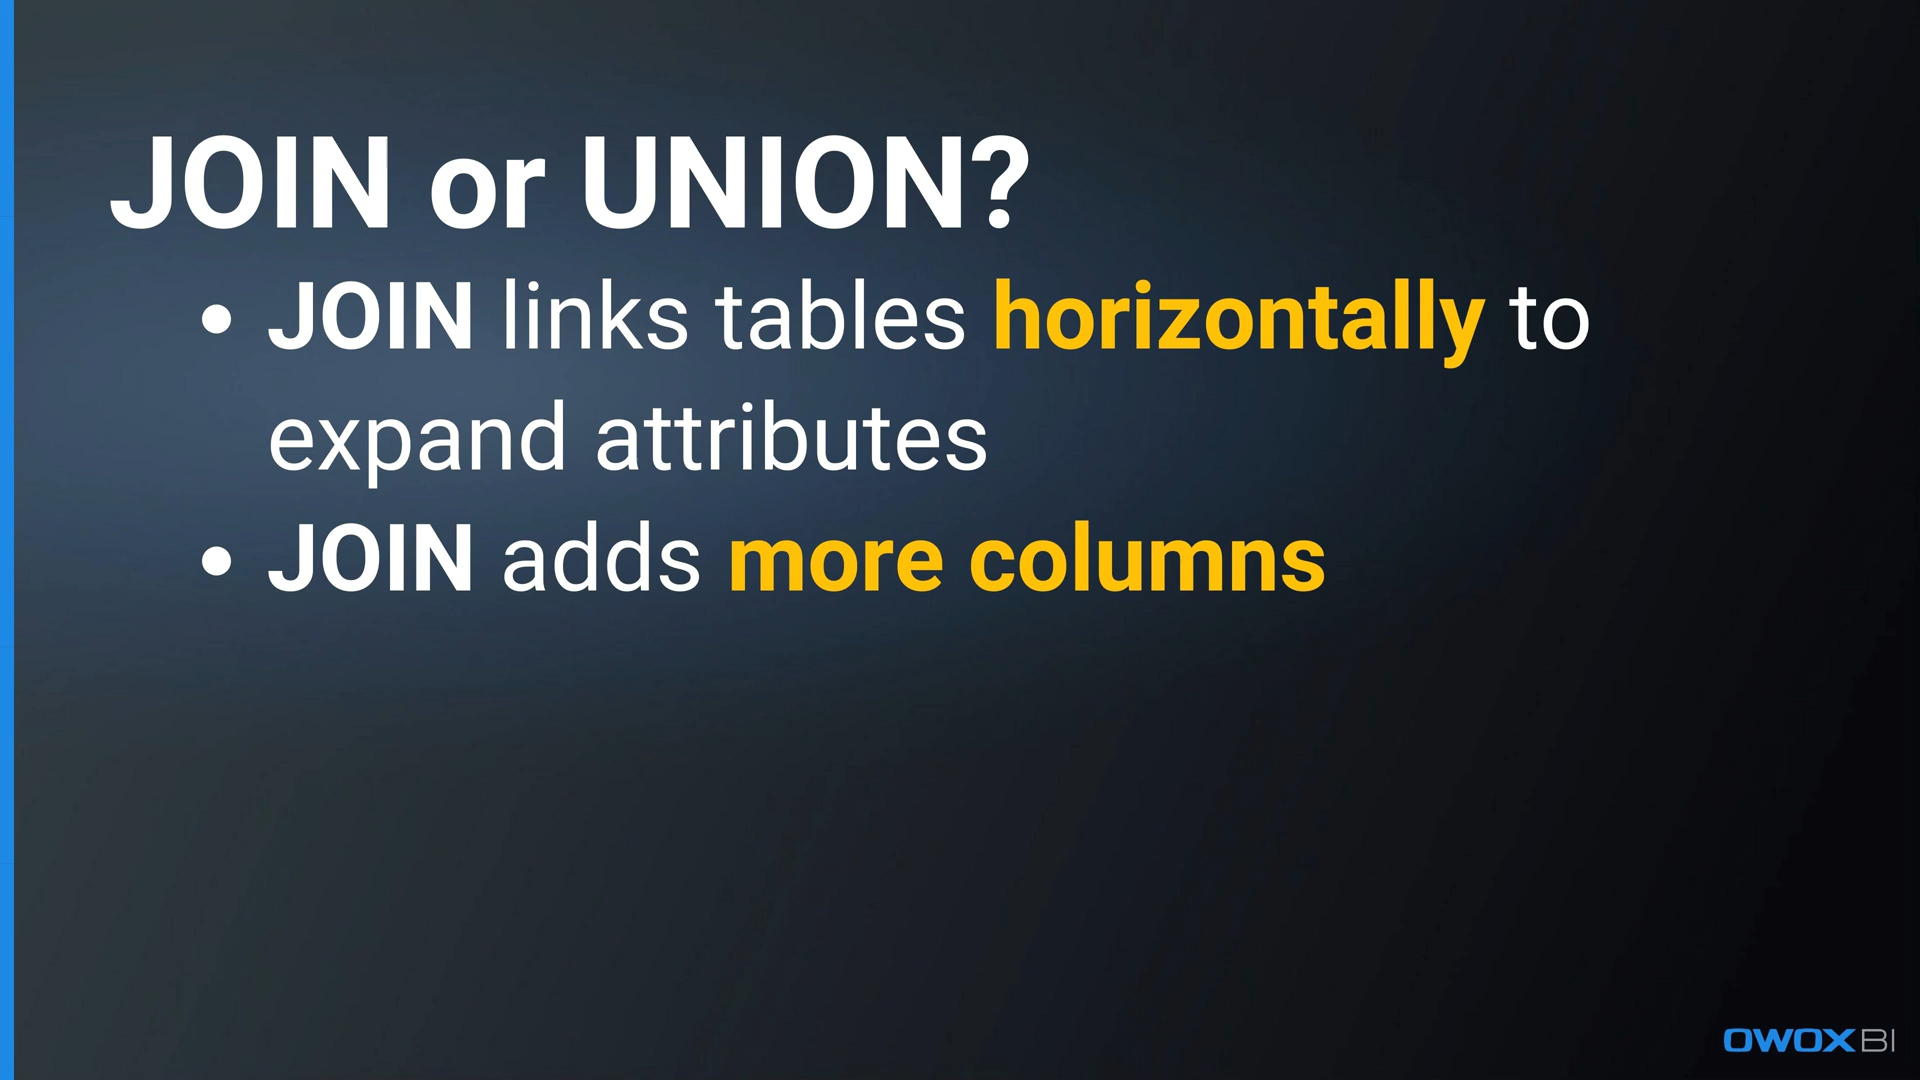 JOIN or UNION?
• JOIN links tables horizontally to
expand attributes
• JOIN adds more columns
OWOX BI